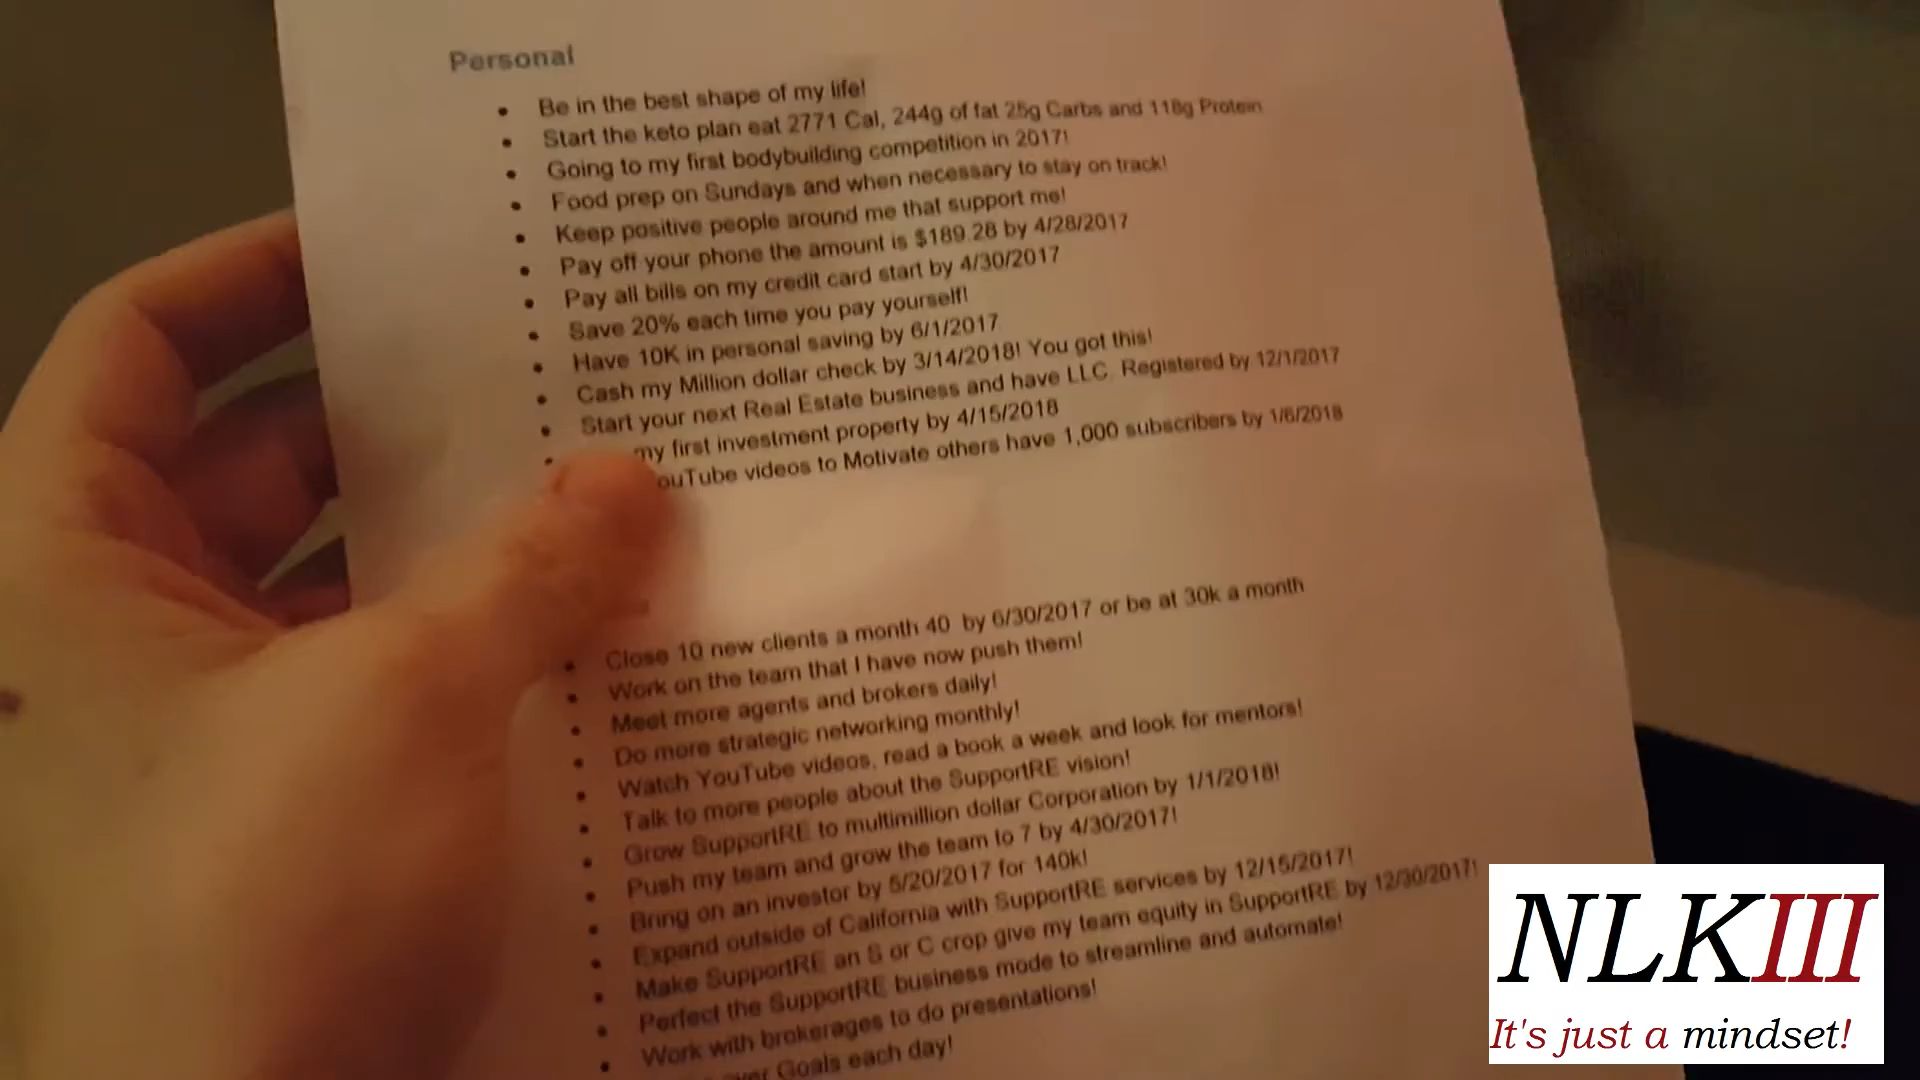 Personal
• Be in the best shape of my life!
• Start the keto plan eat 2771 Cal, 244g of fat 25g Carbs and 118g Protein
• Going to my first bodybuilding competition in 2017!
• Food prep on Sundays and when necessary to stay on track!
• Keep positive people around me that support me!
• Pay off your phone the amount is $189.28 by 4/28/2017
• Pay all bills on my credit card start by 4/30/2017
• Save 20% each time you pay yourself!
• Have 10K in personal saving by 6/1/2017
• Cash my Million dollar check by 3/14/2018! You got this!
• Start your next Real Estate business and have LLC. Registered by 12/1/2017
• my first investment property by 4/15/2018
ouTube videos to Motivate others have 1,000 subscribers by 1/6/2018
• Close 10 new clients a month 40 by 6/30/2017 or be at 30k a month
• Work on the team that I have now push them!
• Meet more agents and brokers daily!
• Do more strategic networking monthly!
• Watch YouTube videos, read a book a week and look for mentors!
• Talk to more people about the SupportRE vision!
• Grow SupportRE to multimillion dollar Corporation by 1/1/2018!
• Push my team and grow the team to 7 by 4/30/2017!
• Bring on an investor by 5/20/2017 for 140k!
• Expand outside of California with SupportRE services by 12/15/2017!
• Make SupportRE an S or C crop give my team equity in SupportRE by 12/30/2017!
• Perfect the SupportRE business mode to streamline and automate!
• Work with brokerages to do presentations!
• over Goals each day!
NLKIII
It's just a mindset!